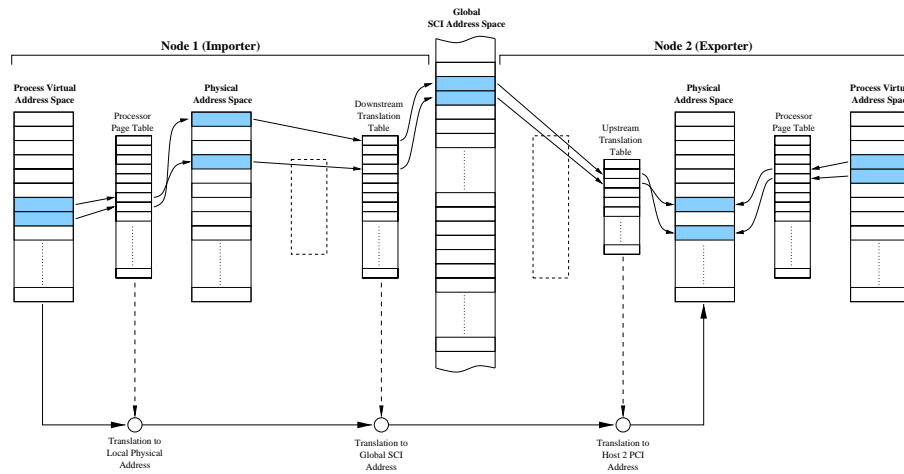 Global
SCI Address Space
Node 1 (Importer)
Node 2 (Exporter)
Process Virtual
Address Space
Processor
Page Table
Physical
Address Space
Downstream
Translation
Table
Upstream
Translation
Table
Physical
Address Space
Processor
Page Table
Process Virtu
Address Spac
Translation to
Local Physical
Address
Translation to
Global SCI
Address
Translation to
Host 2 PCI
Address